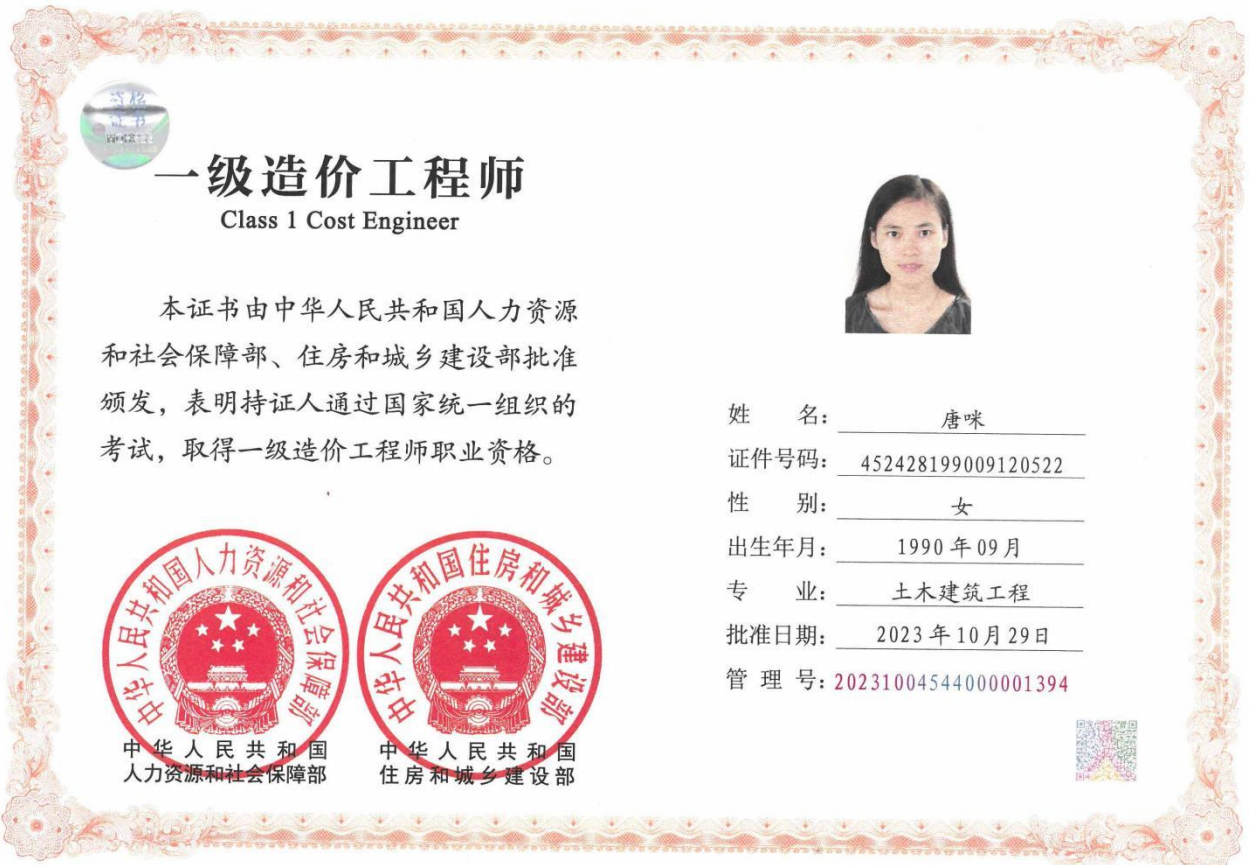 资格
证书
一级造价工程师
Class 1 Cost Engineer
本证书由中华人民共和国人力资源
和社会保障部、住房和城乡建设部批准
颁发，表明持证人通过国家统一组织的
考试，取得一级造价工程师职业资格。
中华人民共和国人力资源和社会保障部
中华人民共和国住房和城乡建设部
中华人民共和国
人力资源和社会保障部
中华人民共和国
住房和城乡建设部
姓 名：唐咪
证件号码：452428199009120522
性 别：女
出生年月：1990年09月
专 业：土木建筑工程
批准日期：2023年10月29日
管 理 号：20231004544000001394